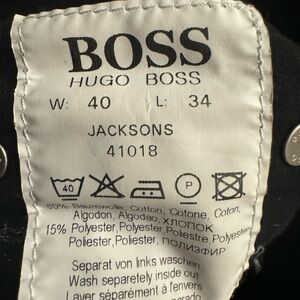 BOSS
HUGO BOSS
W: 40 L: 34
JACKSONS
41018
40 P
85% Baumwolle, Cotton, Cotone, Coton,
Algodon, Algodao, ХЛОПОК
15% Polyester, Polyester, Poliestre Polyester,
Poliester, Poliester, ПОЛИЭФИР
Separat von links waschen
Wash separetely inside out
Laver séparément à l'envers